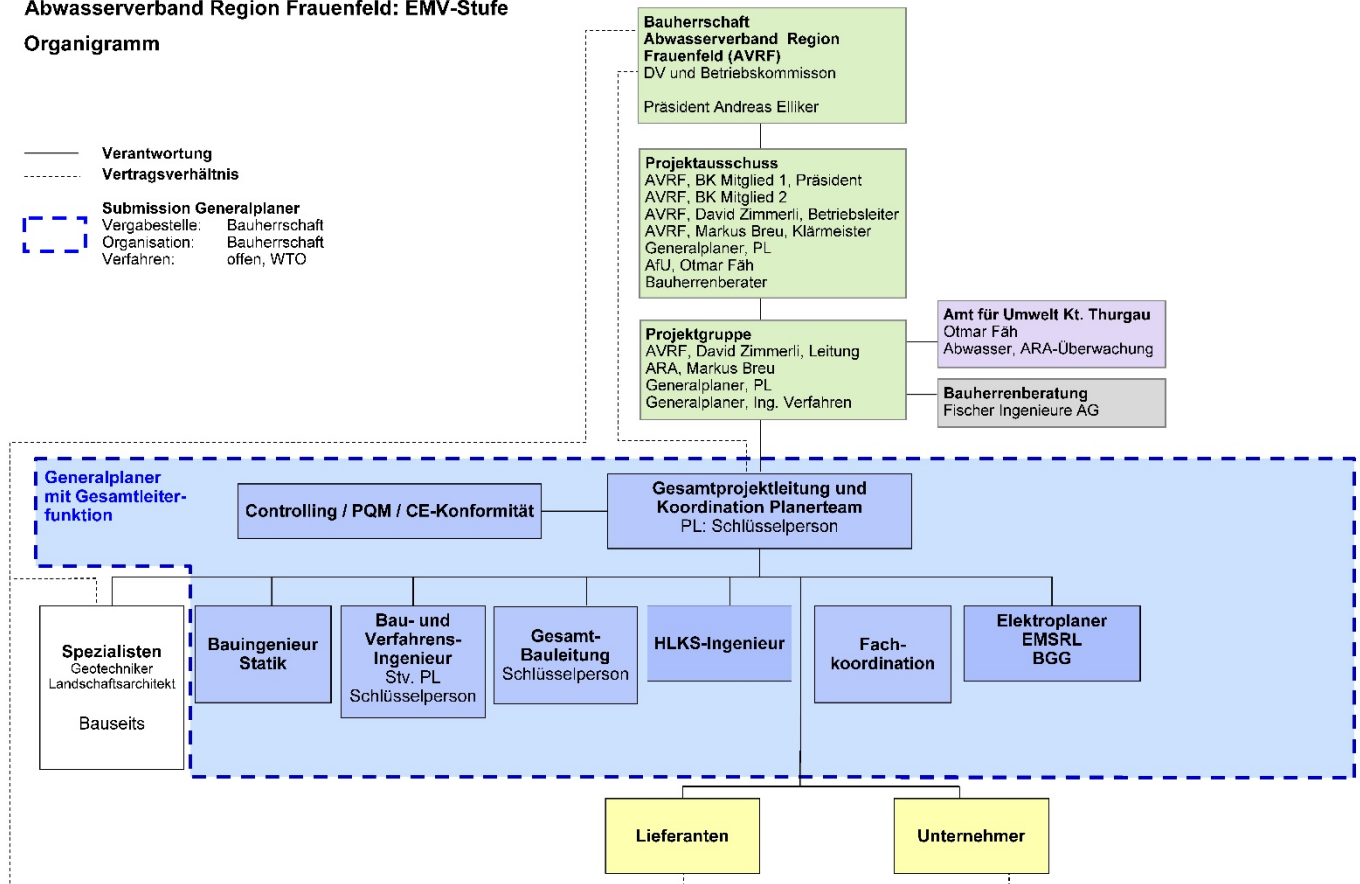 Abwasserverband Region Frauenfeld: EMV-Stufe
Organigramm
Verantwortung
Vertragsverhältnis
Submission Generalplaner
Vergabestelle: Bauherrschaft
Organisation: Bauherrschaft
Verfahren: offen, WTO
Bauherrschaft
Abwasserverband Region
Frauenfeld (AVRF)
DV und Betriebskommisson
Präsident Andreas Elliker
Projektausschuss
AVRF, BK Mitglied 1, Präsident
AVRF, BK Mitglied 2
AVRF, David Zimmerli, Betriebsleiter
AVRF, Markus Breu, Klärmeister
Generalplaner, PL
AfU, Otmar Fäh
Bauherrenberater
Projektgruppe
AVRF, David Zimmerli, Leitung
ARA, Markus Breu
Generalplaner, PL
Generalplaner, Ing. Verfahren
Amt für Umwelt Kt. Thurgau
Otmar Fäh
Abwasser, ARA-Überwachung
Bauherrenberatung
Fischer Ingenieure AG
Generalplaner
mit Gesamtleiter-
funktion
Controlling / PQM / CE-Konformität
Gesamtprojektleitung und
Koordination Planerteam
PL: Schlüsselperson
Spezialisten
Geotechniker
Landschaftsarchitekt
Bauseits
Bauingenieur
Statik
Bau- und
Verfahrens-
Ingenieur
Stv. PL
Schlüsselperson
Gesamt-
Bauleitung
Schlüsselperson
HLKS-Ingenieur
Fach-
koordination
Elektroplaner
EMSRL
BGG
Lieferanten
Unternehmer